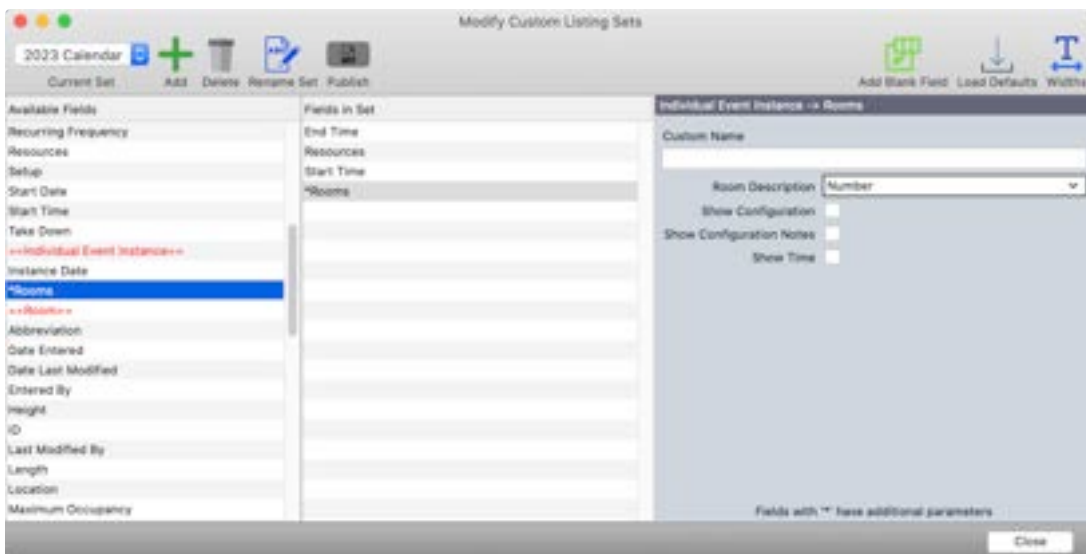 Modify Custom Listing Sets
2023 Calendar
Current Set
Add
Delete
Rename Set
Publish
Add Blank Field
Load Defaults
Widths
Available Fields
Recurring Frequency
Resources
Setup
Start Date
Start Time
Take Down
==Individual Event Instance==
Instance Date
*Rooms
==Room==
Abbreviation
Date Entered
Date Last Modified
Entered By
Height
ID
Last Modified By
Length
Location
Maximum Occupancy
Fields in Set
End Time
Resources
Start Time
*Rooms
Individual Event Instance -> Rooms
Custom Name
Room Description Number
Show Configuration
Show Configuration Notes
Show Time
Fields with '*' have additional parameters
Close